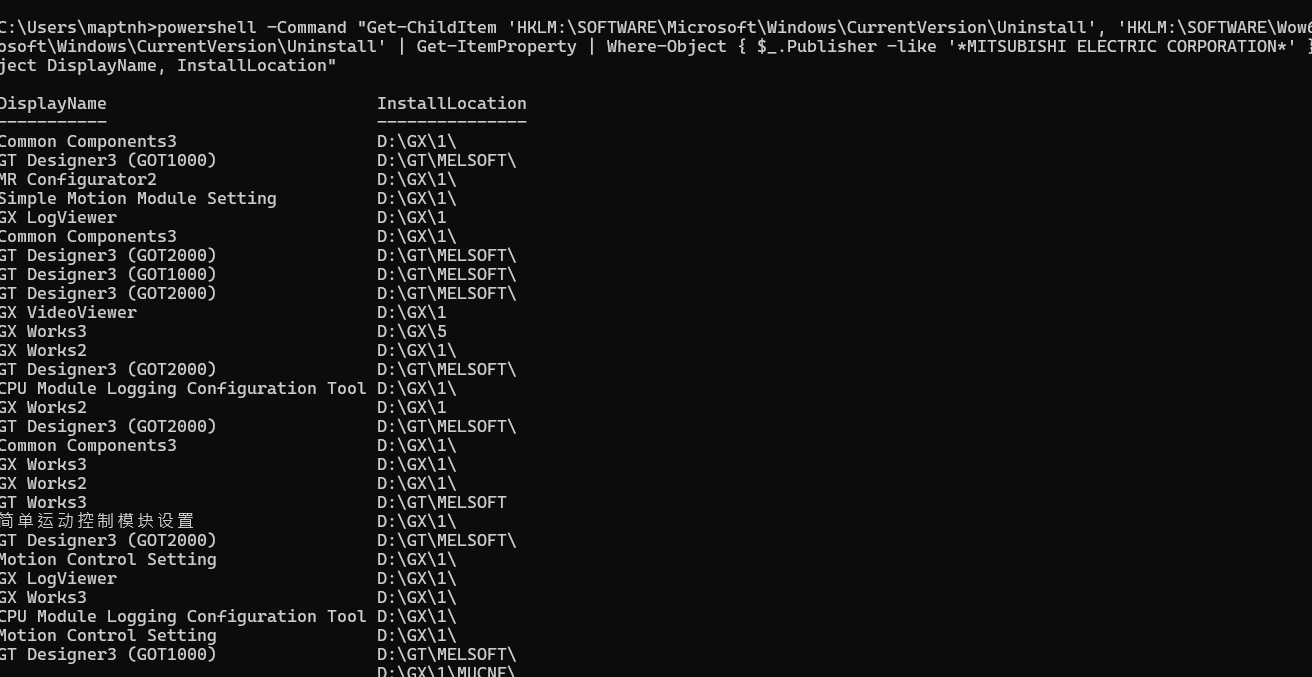 C:\Users\maptnh>powershell -Command "Get-ChildItem 'HKLM:\SOFTWARE\Microsoft\Windows\CurrentVersion\Uninstall', 'HKLM:\SOFTWARE\Wow6
osoft\Windows\CurrentVersion\Uninstall' | Get-ItemProperty | Where-Object { $_.Publisher -like '*MITSUBISHI ELECTRIC CORPORATION*' }
ject DisplayName, InstallLocation"
DisplayName InstallLocation
----------- ---------------
Common Components3 D:\GX\1\
GT Designer3 (GOT1000) D:\GT\MELSOFT\
MR Configurator2 D:\GX\1\
Simple Motion Module Setting D:\GX\1\
GX LogViewer D:\GX\1
Common Components3 D:\GX\1\
GT Designer3 (GOT2000) D:\GT\MELSOFT\
GT Designer3 (GOT1000) D:\GT\MELSOFT\
GT Designer3 (GOT2000) D:\GT\MELSOFT\
GX VideoViewer D:\GX\1
GX Works3 D:\GX\5
GX Works2 D:\GX\1\
GT Designer3 (GOT2000) D:\GT\MELSOFT\
CPU Module Logging Configuration Tool D:\GX\1\
GX Works2 D:\GX\1
GT Designer3 (GOT2000) D:\GT\MELSOFT\
Common Components3 D:\GX\1\
GX Works3 D:\GX\1\
GX Works2 D:\GX\1\
GT Works3 D:\GT\MELSOFT
简单运动控制模块设置 D:\GX\1\
GT Designer3 (GOT2000) D:\GT\MELSOFT\
Motion Control Setting D:\GX\1\
GX LogViewer D:\GX\1\
GX Works3 D:\GX\1\
CPU Module Logging Configuration Tool D:\GX\1\
Motion Control Setting D:\GX\1\
GT Designer3 (GOT1000) D:\GT\MELSOFT\
D:\GX\1\MUCNF\